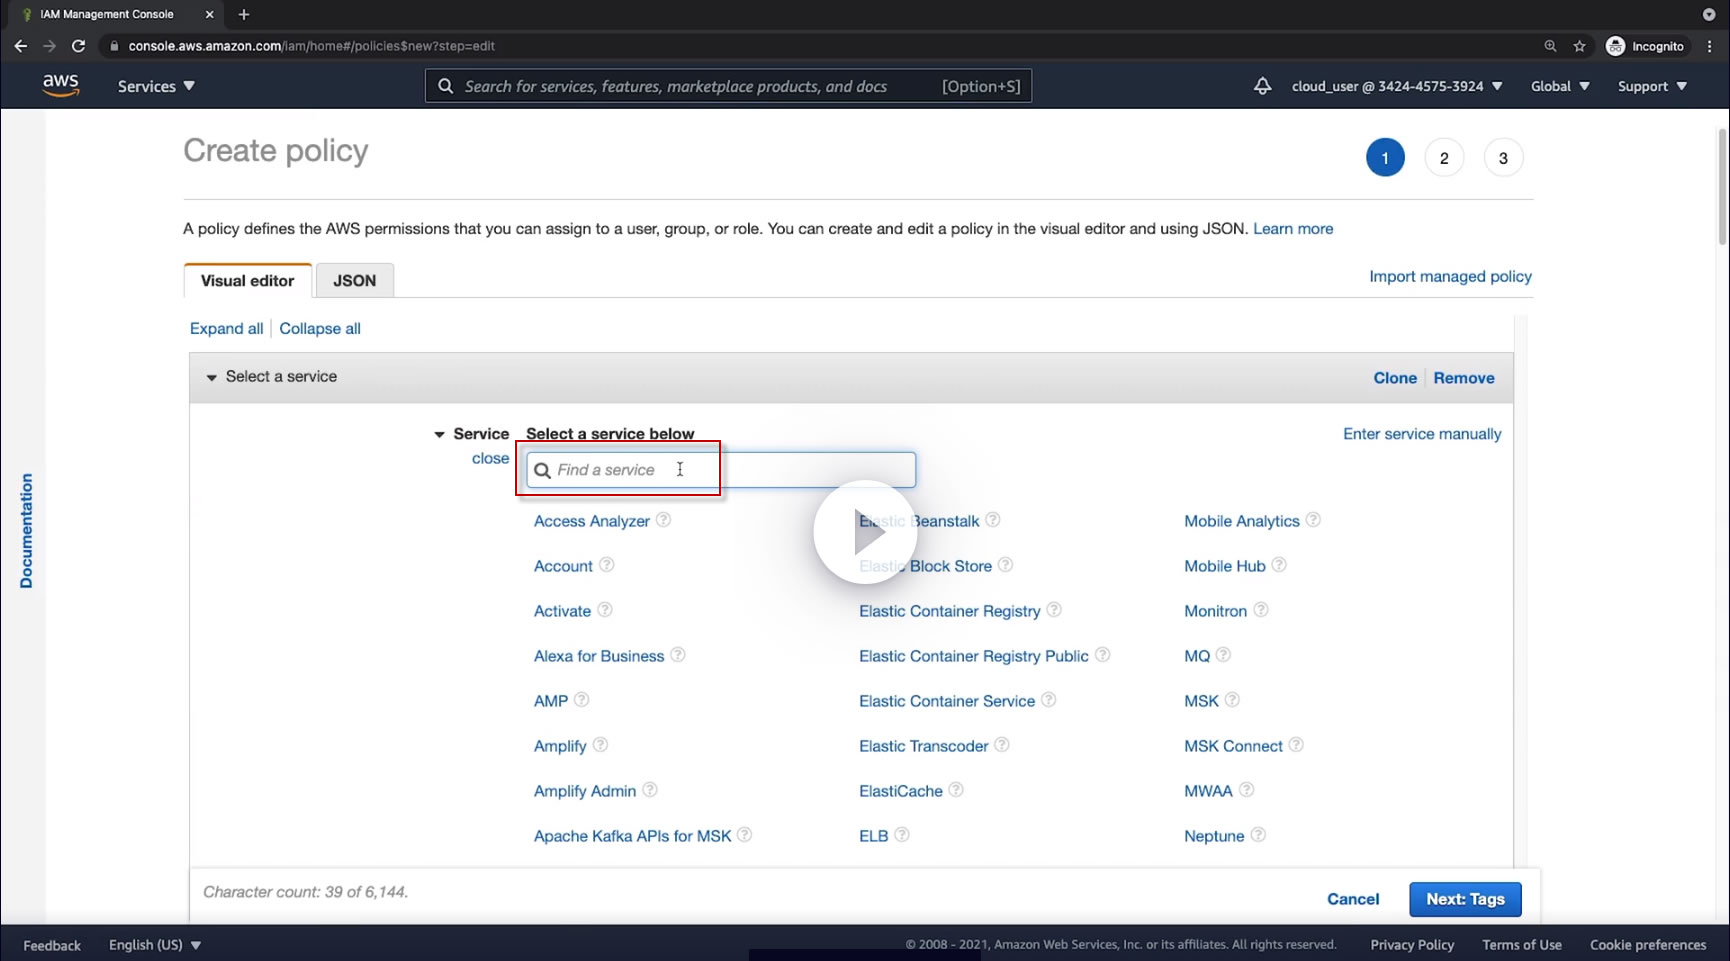 IAM Management Console
console.aws.amazon.com/iam/home#/policies$new?step=edit
Incognito
aws
Services
Search for services, features, marketplace products, and docs
[Option+S]
cloud_user @ 3424-4575-3924
Global
Support
Create policy
1
2
3
A policy defines the AWS permissions that you can assign to a user, group, or role. You can create and edit a policy in the visual editor and using JSON. Learn more
Visual editor
JSON
Import managed policy
Expand all
Collapse all
Select a service
Clone
Remove
Service
Select a service below
Enter service manually
close
Find a service
Access Analyzer
Elastic Beanstalk
Mobile Analytics
Account
Elastic Block Store
Mobile Hub
Activate
Elastic Container Registry
Monitron
Alexa for Business
Elastic Container Registry Public
MQ
AMP
Elastic Container Service
MSK
Amplify
Elastic Transcoder
MSK Connect
Amplify Admin
ElastiCache
MWAA
Apache Kafka APIs for MSK
ELB
Neptune
Documentation
Character count: 39 of 6,144.
Cancel
Next: Tags
Feedback
English (US)
© 2008 - 2021, Amazon Web Services, Inc. or its affiliates. All rights reserved.
Privacy Policy
Terms of Use
Cookie preferences